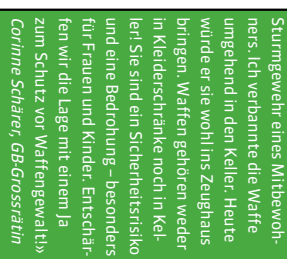 Sturmgewehr eines Mitbewoh-
ners. Ich verbannte die Waffe
umgehend in den Keller. Heute
würde er sie wohl ins Zeughaus
bringen. Waffen gehören weder
in Kleiderschränke noch in Kel-
ler! Sie sind ein Sicherheitsrisiko
und eine Bedrohung – besonders
für Frauen und Kinder. Entschär-
fen wir die Lage mit einem Ja
zum Schutz vor Waffengewalt!»
Corinne Schärer, GB-Grossrätin